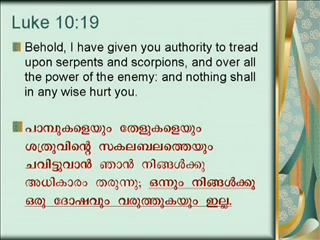 Luke 10:19
Behold, I have given you authority to tread
upon serpents and scorpions, and over all
the power of the enemy: and nothing shall
in any wise hurt you.
പാമ്പുകളെയും തേളുകളെയും
ശത്രുവിന്റെ സകലബലത്തെയും
ചവിട്ടുവാൻ ഞാൻ നിങ്ങൾക്കു
അധികാരം തരുന്നു; ഒന്നും നിങ്ങൾക്കു
ഒരു ദോഷവും വരുത്തുകയും ഇല്ല.